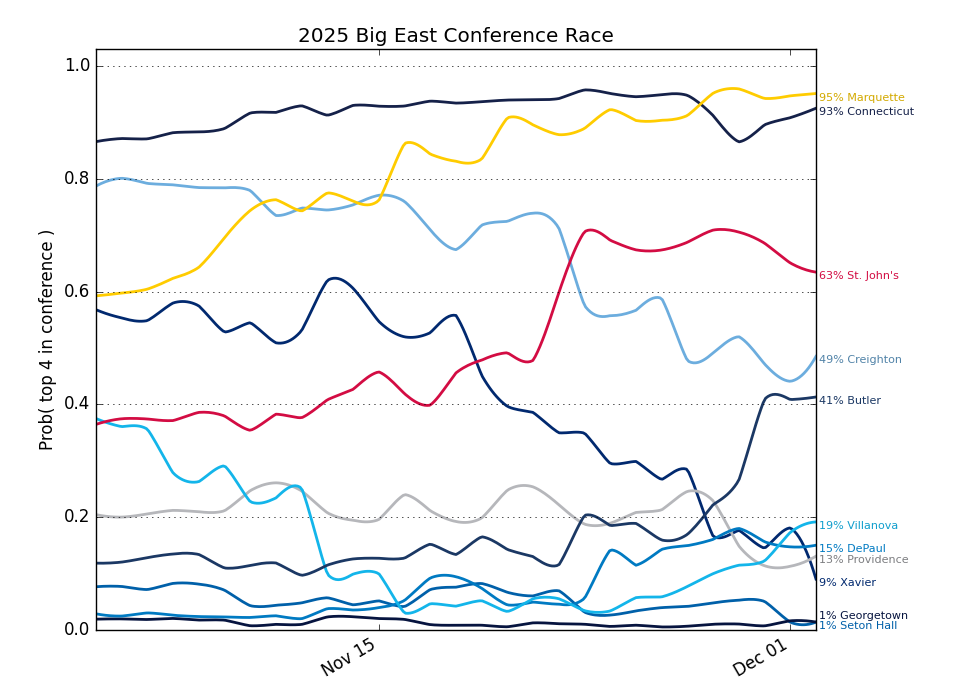 2025 Big East Conference Race
Prob( top 4 in conference )
1.0
0.8
0.6
0.4
0.2
0.0
Nov 15
Dec 01
95% Marquette
93% Connecticut
63% St. John's
49% Creighton
41% Butler
19% Villanova
15% DePaul
13% Providence
9% Xavier
1% Georgetown
1% Seton Hall